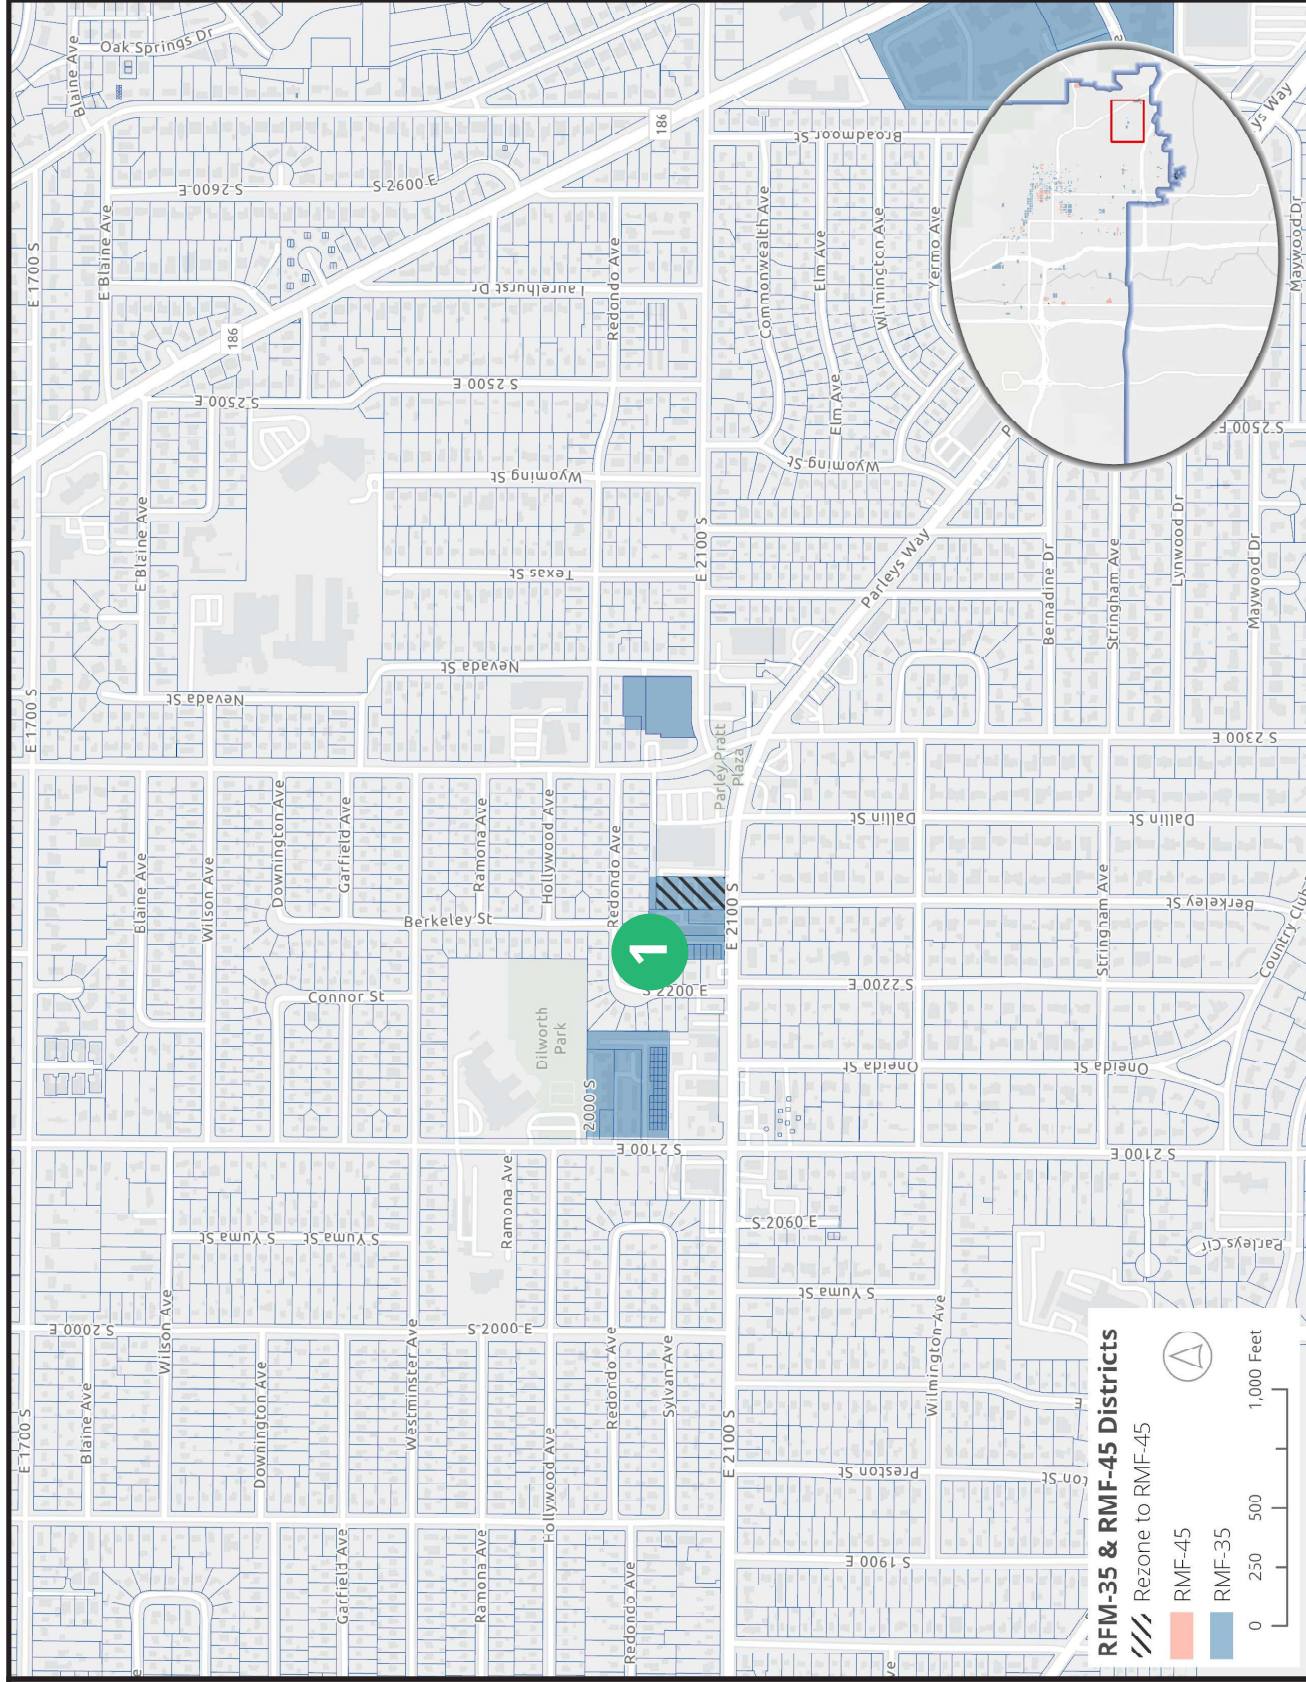 RFM-35 & RMF-45 Districts
Rezone to RMF-45
RMF-45
RMF-35
0
250
500
1,000 Feet
1
E 1700 S
Blaine Ave
S 2000 E
Wilson Ave
Downington Ave
Garfield Ave
S Yuma St
S Yuma St
Westminster Ave
Ramona Ave
S 2000 E
Ramona Ave
Hollywood Ave
Redondo Ave
Redondo Ave
Sylvan Ave
S 2100 E
E 2100 S
S 2060 E
S Yuma St
Preston St
Wilmington Ave
S 1900 E
S 2100 E
Parleys Cir
E 1700 S
Blaine Ave
Wilson Ave
Downington Ave
Garfield Ave
Connor St
Ramona Ave
Berkeley St
Hollywood Ave
Redondo Ave
Dilworth
Park
2000 S
S 2200 E
E 2100 S
Parley Pratt
Plaza
Dallin St
Dallin St
S 2200 E
Oneida St
Oneida St
Stringham Ave
Berkeley St
Country Club
S 2300 E
E 1700 S
E Blaine Ave
Nevada St
Nevada St
Texas St
Wyoming St
S 2500 E
S 2500 E
E 2100 S
Parleys Way
Bernadine Dr
Stringham Ave
Lynwood Dr
Maywood Dr
S 2500 E
Maywood Dr
Wyoming St
Elm Ave
Elm Ave
Commonwealth Ave
Wilmington Ave
Yermo Ave
Broadmoor St
Blaine Ave
Oak Springs Dr
E Blaine Ave
S 2600 E
S 2600 E
186
186
Laurelhurst Dr
Redondo Ave
ys Way